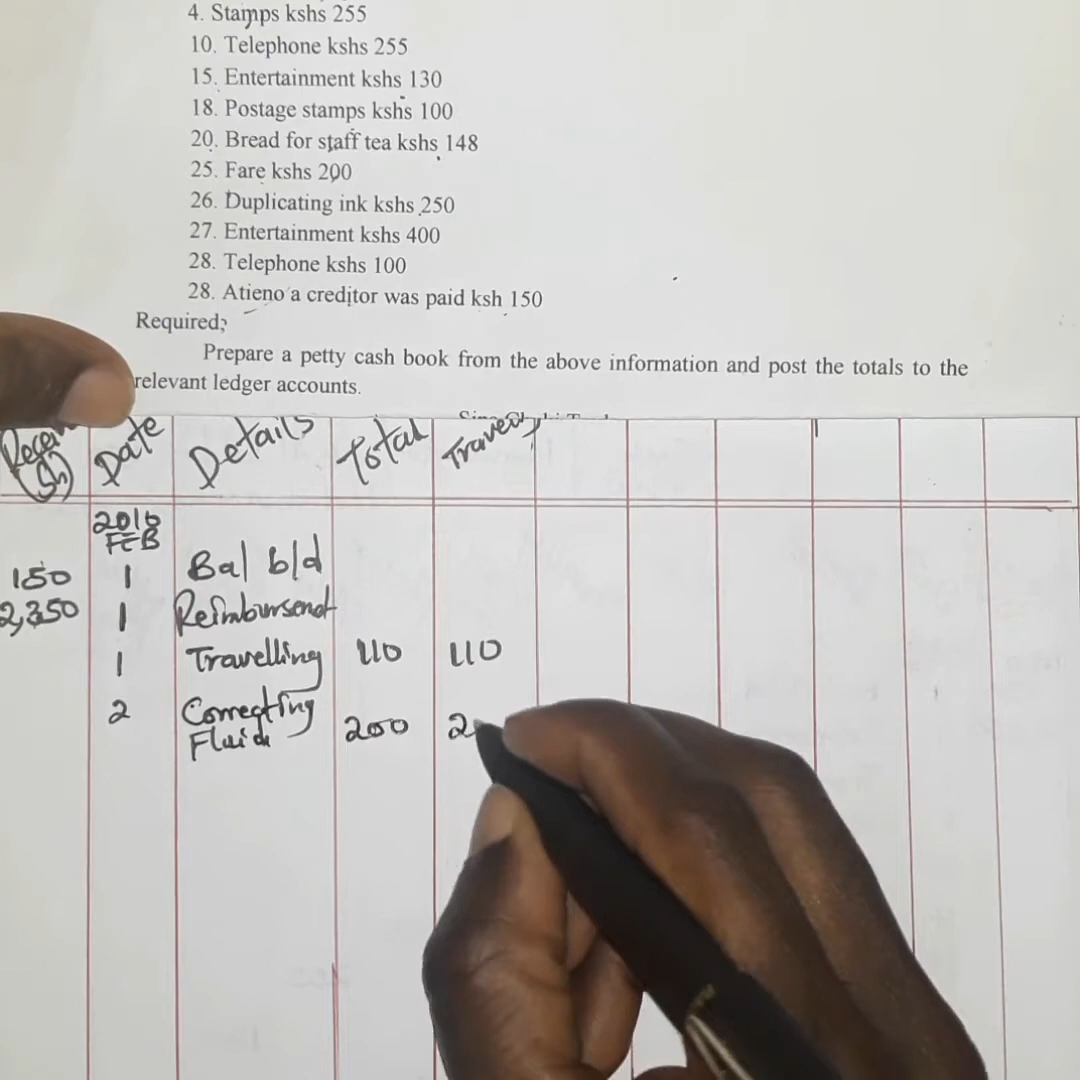 4. Stamps kshs 255
10. Telephone kshs 255
15. Entertainment kshs 130
18. Postage stamps kshs 100
20. Bread for staff tea kshs 148
25. Fare kshs 200
26. Duplicating ink kshs 250
27. Entertainment kshs 400
28. Telephone kshs 100
28. Atieno a creditor was paid ksh 150
Required;
Prepare a petty cash book from the above information and post the totals to the
relevant ledger accounts.
(Sh) Date Details Total
2016
FEB
150 1 Bal b/d
2,350 1
1 Travelling 110 110
2 Correcting
Fluid 200 2